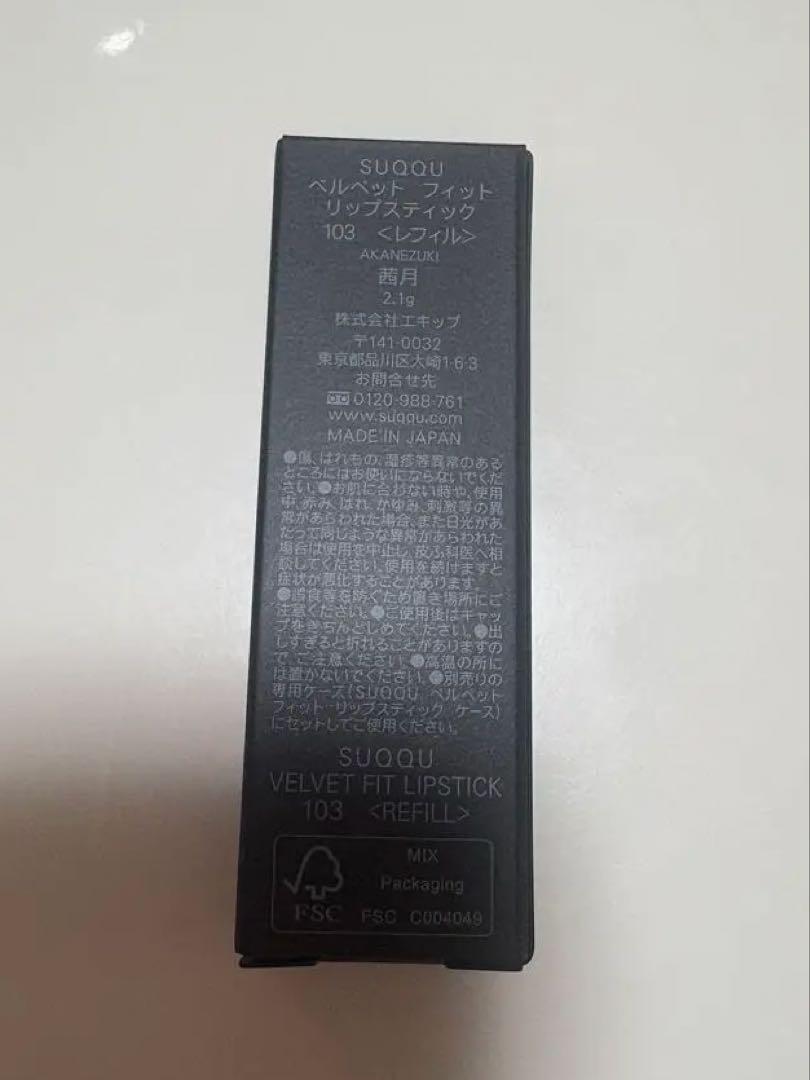 SUQQU
ベルベット フィット
リップスティック
103 <レフィル>
AKANEZUKI
茜月
2.1g
株式会社エキップ
〒141-0032
東京都品川区大崎1-6-3
お問合せ先
0120-988-761
www.suqqu.com
MADE IN JAPAN
●傷、はれもの、湿疹等異常のある
ところにはお使いにならないでくだ
さい。●お肌に合わない時や、使用
中、赤み、はれ、かゆみ、刺激等の異
常があらわれた場合、また日光があ
たって同じような異常があらわれた
場合は使用を中止し、皮ふ科医へ相
談してください。使用を続けますと
症状が悪化することがあります。
●誤食等を防ぐため置き場所にご
注意ください。●ご使用後はキャッ
プをきちんとしめてください。●出
しすぎると折れることがありますの
で、ご注意ください。●高温の所に
は置かないでください。●別売りの
専用ケース(SUQQU ベルベット
フィット リップスティック ケース)
にセットしてご使用ください。
SUQQU
VELVET FIT LIPSTICK
103 <REFILL>
MIX
Packaging
FSC FSC C004049